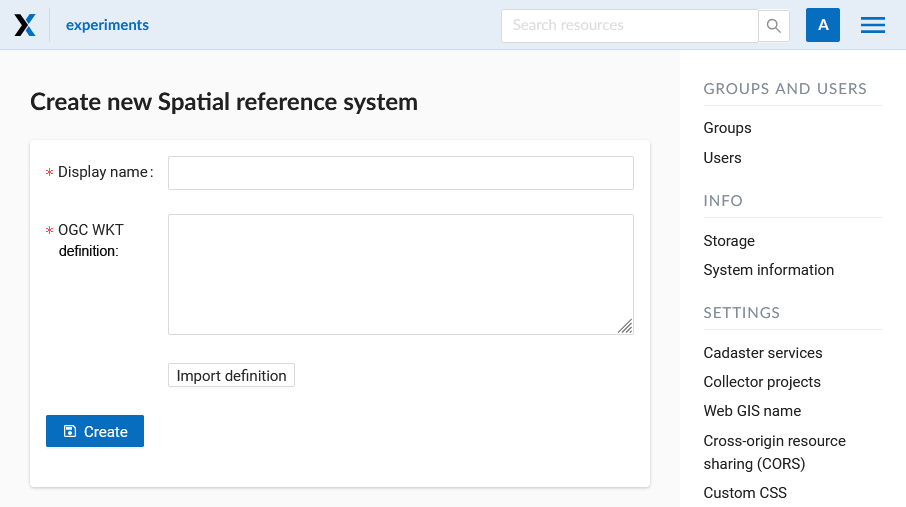 experiments
Search resources
A
Create new Spatial reference system
* Display name:
* OGC WKT
definition:
Import definition
Create
GROUPS AND USERS
Groups
Users
INFO
Storage
System information
SETTINGS
Cadaster services
Collector projects
Web GIS name
Cross-origin resource
sharing (CORS)
Custom CSS